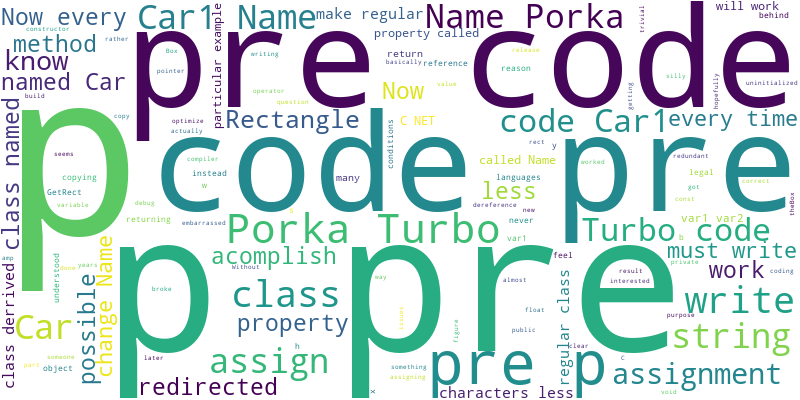 Now every
constructor
Car1 Name
make regular
Name Porka
will work
behind
method
rather
Box
property called
return
trivial
know
pointer
writing
basically
reference
release
pre code
named Car
particular example
reason
silly
uninitialized
build
Now
value
getting
hopefully
copy
optimize
operator
question
actually
Rectangle
C NET
code Car1
every time
p
code pre
class named
seems
compiler
conditions
rect
y
called Name
worked
redundant
copying
instead
languages
legal
GetRect
w
many
less
dereference
got
correct
variable
debug
new
const
theBox
returning
embarrassed
never
var1 var2
Porka Turbo
Turbo code
b
amp
years
acomplish
var1
feel
must write
private
understood
Without
almost
work
coding
done
p pre
class
result
interested
possible
change Name
way
write
class derrived
broke
float
purpose
Car
property
regular class
public
string
h
issues
figure
someone
later
clear
part
assign
something
pre
p
C
object
assigning
assignment
redirected
x
characters less
void